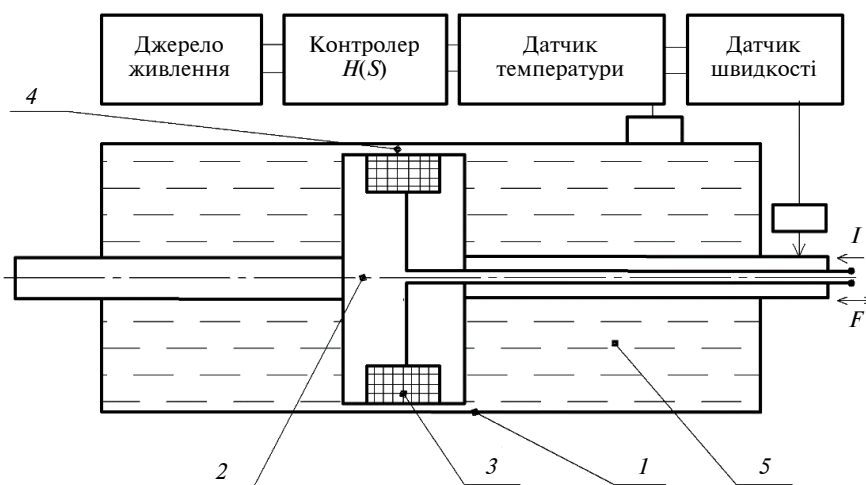 Джерело
живлення
Контролер
H(S)
Датчик
температури
Датчик
швидкості
4
I
F
2
3
1
5